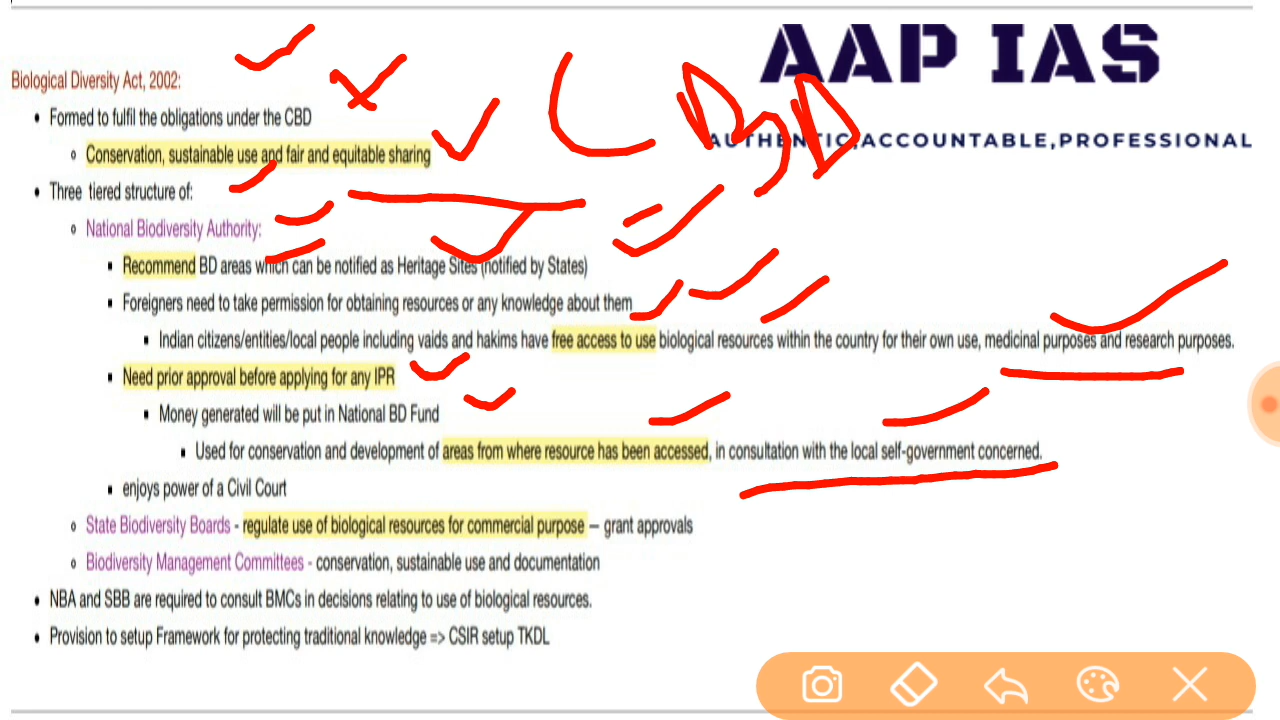 AAP IAS
AUTHENTIC,ACCOUNTABLE,PROFESSIONAL
CBD
Biological Diversity Act, 2002:
Formed to fulfil the obligations under the CBD
Conservation, sustainable use and fair and equitable sharing
Three tiered structure of:
National Biodiversity Authority:
Recommend BD areas which can be notified as Heritage Sites (notified by States)
Foreigners need to take permission for obtaining resources or any knowledge about them
Indian citizens/entities/local people including vaids and hakims have free access to use biological resources within the country for their own use, medicinal purposes and research purposes.
Need prior approval before applying for any IPR
Money generated will be put in National BD Fund
Used for conservation and development of areas from where resource has been accessed, in consultation with the local self-government concerned.
enjoys power of a Civil Court
State Biodiversity Boards - regulate use of biological resources for commercial purpose – grant approvals
Biodiversity Management Committees - conservation, sustainable use and documentation
NBA and SBB are required to consult BMCs in decisions relating to use of biological resources.
Provision to setup Framework for protecting traditional knowledge => CSIR setup TKDL